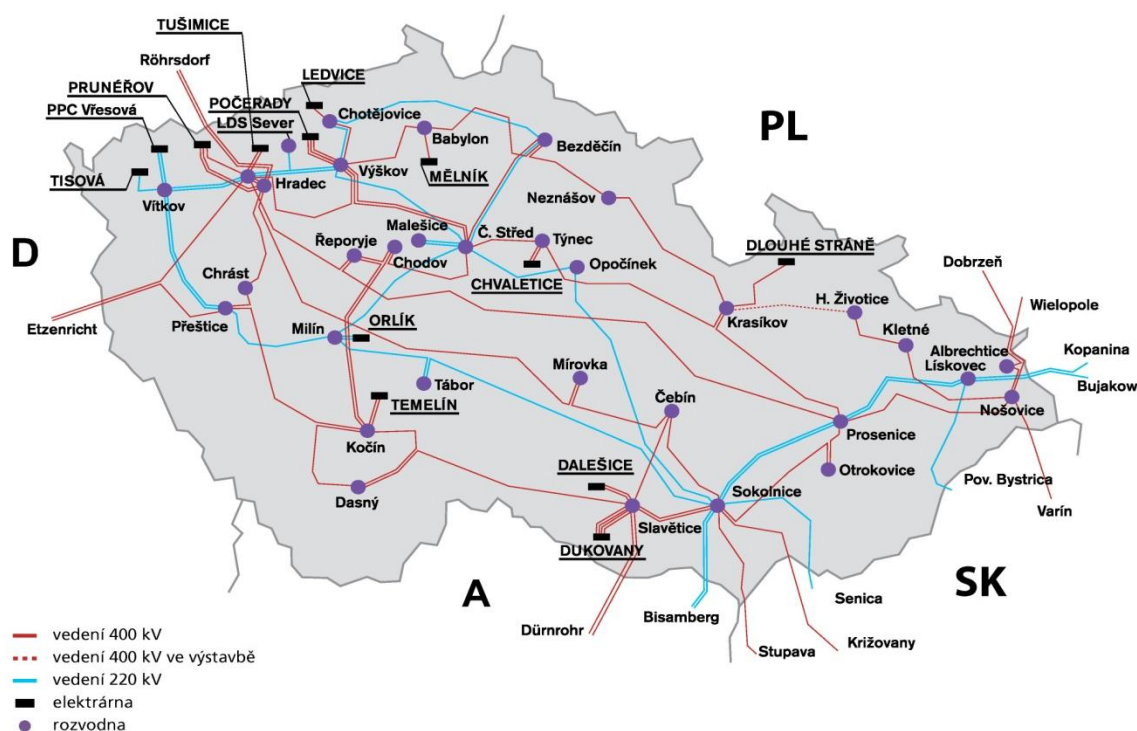 TUŠIMICE
Röhrsdorf
LEDVICE
PRUNÉŘOV
POČERADY
Chotějovice
PPC Vřesová
LDS Sever
Babylon
Bezděčín
PL
TISOVÁ
Výškov
MĚLNÍK
Hradec
Vítkov
Neznášov
Malešice
Č. Střed
Týnec
D
Řeporyje
Chodov
Opočínek
DLOUHÉ STRÁNĚ
Dobrzeń
Chrást
CHVALETICE
H. Životice
Wielopole
Etzenricht
Přeštice
Milín
ORLÍK
Krasíkov
Kletné
Albrechtice
Kopanina
Lískovec
Mírovka
Bujakow
Tábor
TEMELÍN
Čebín
Nošovice
Prosenice
Kočín
Otrokovice
DALEŠICE
Pov. Bystrica
Dasný
Sokolnice
Varín
Slavětice
DUKOVANY
A
SK
Senica
Bisamberg
Dürnrohr
Križovany
Stupava
vedení 400 kV
vedení 400 kV ve výstavbě
vedení 220 kV
elektrárna
rozvodna